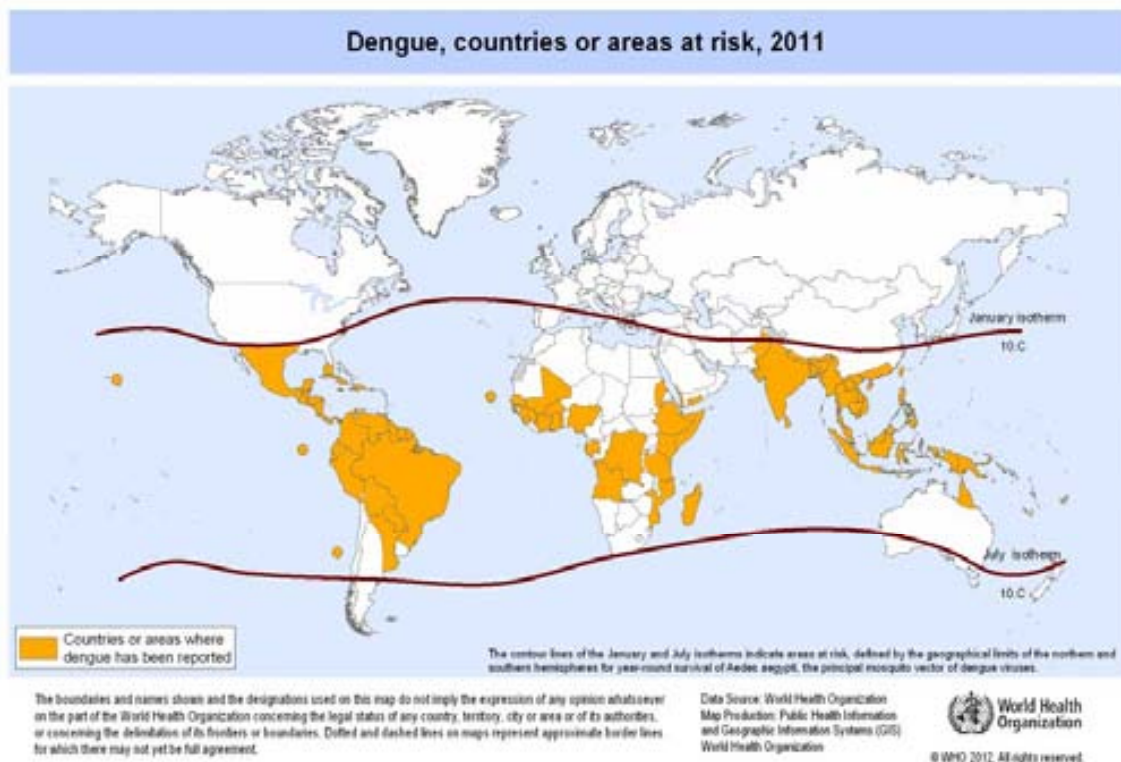 Dengue, countries or areas at risk, 2011
January isotherm
10.C
July isotherm
10.C
Countries or areas where
dengue has been reported
The contour lines of the January and July isotherms indicate areas at risk, defined by the geographical limits of the northern and
southern hemispheres for year-round survival of Aedes aegypti, the principal mosquito vector of dengue viruses.
The boundaries and names shown and the designations used on this map do not imply the expression of any opinion whatsoever
on the part of the World Health Organization concerning the legal status of any country, territory, city or area or of its authorities,
or concerning the delimitation of its frontiers or boundaries. Dotted and dashed lines on maps represent approximate border lines
for which there may not yet be full agreement.
Data Source: World Health Organization
Map Production: Public Health Information
and Geographic Information Systems (GIS)
World Health Organization
World Health
Organization
© WHO 2012. All rights reserved.